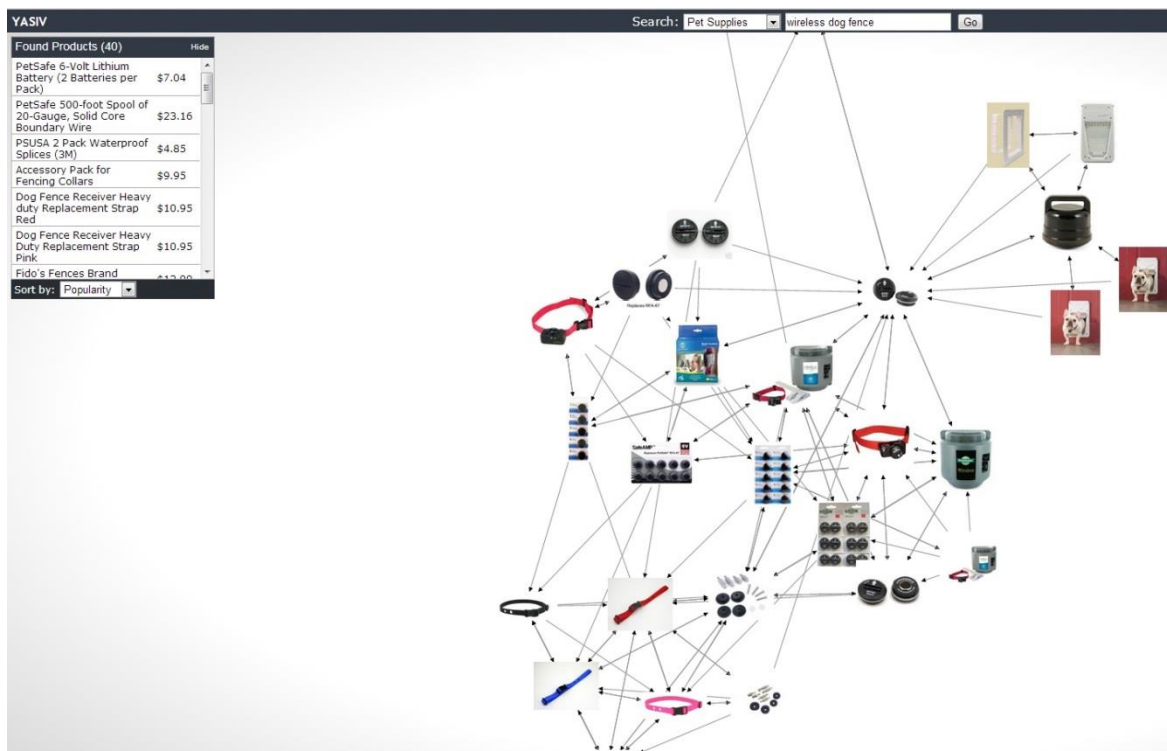 YASIV
Search: Pet Supplies wireless dog fence Go
Found Products (40) Hide
PetSafe 6-Volt Lithium
Battery (2 Batteries per $7.04
Pack)
PetSafe 500-foot Spool of
20-Gauge, Solid Core $23.16
Boundary Wire
PSUSA 2 Pack Waterproof
Splices (3M) $4.85
Accessory Pack for
Fencing Collars $9.95
Dog Fence Receiver Heavy
duty Replacement Strap $10.95
Red
Dog Fence Receiver Heavy
Duty Replacement Strap $10.95
Pink
Fido's Fences Brand
Sort by: Popularity